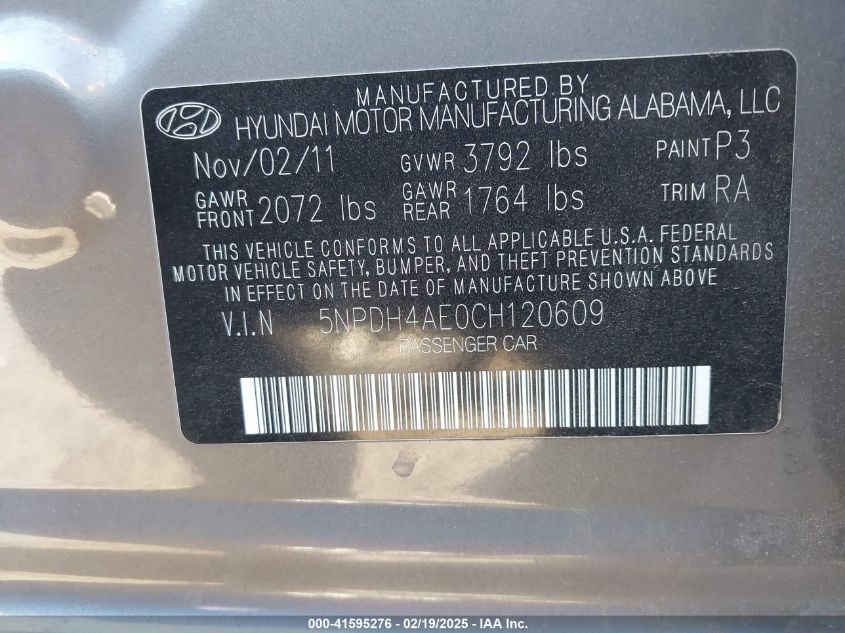 MANUFACTURED BY
HYUNDAI MOTOR MANUFACTURING ALABAMA, LLC
Nov/02/11 GVWR 3792 lbs PAINT P3
GAWR FRONT 2072 lbs GAWR REAR 1764 lbs TRIM RA
THIS VEHICLE CONFORMS TO ALL APPLICABLE U.S.A. FEDERAL
MOTOR VEHICLE SAFETY, BUMPER, AND THEFT PREVENTION STANDARDS
IN EFFECT ON THE DATE OF MANUFACTURE SHOWN ABOVE
V.I.N 5NPDH4AE0CH120609
PASSENGER CAR
000-41595276 - 02/19/2025 - IAA Inc.